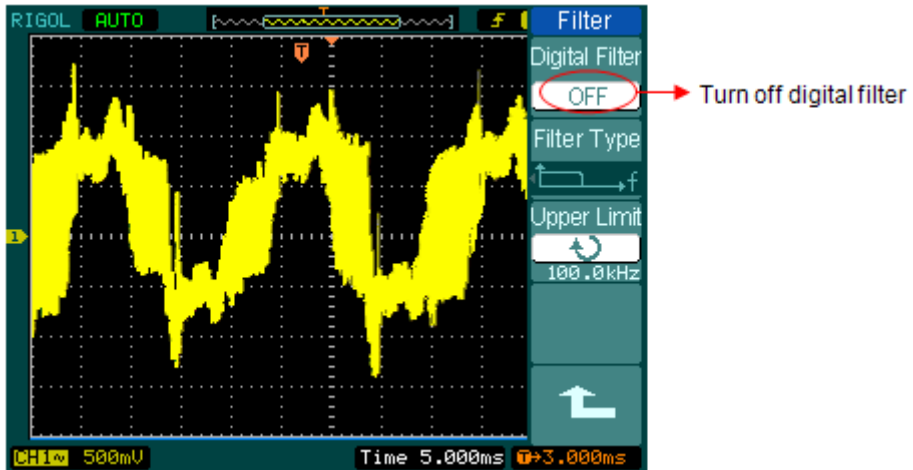 RIGOL AUTO T Filter
Digital Filter
OFF
Turn off digital filter
T
Filter Type
f
Upper Limit
1
100.0kHz
CH1~ 500mV Time 5.000ms T→3.000ms